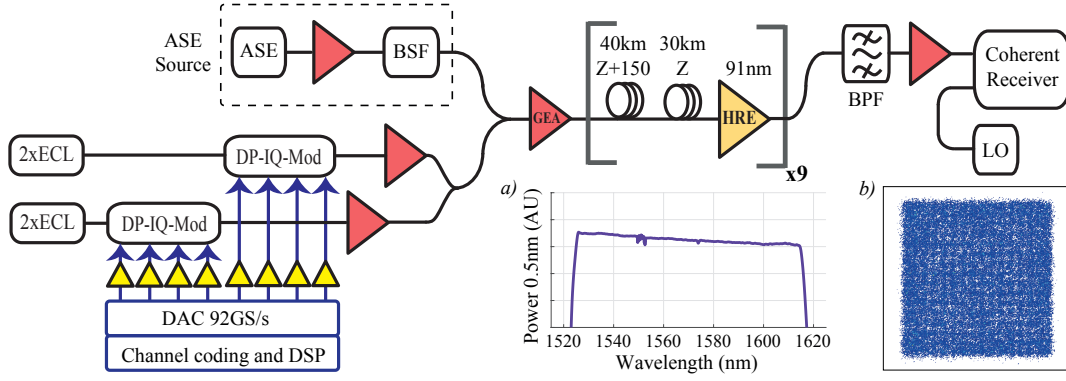 ASE
Source
ASE
BSF
GEA
40km
Z+150
30km
Z
91nm
HRE
x9
BPF
Coherent
Receiver
LO
2xECL
DP-IQ-Mod
2xECL
DP-IQ-Mod
DAC 92GS/s
Channel coding and DSP
a)
Power 0.5nm (AU)
1520 1540 1560 1580 1600 1620
Wavelength (nm)
b)